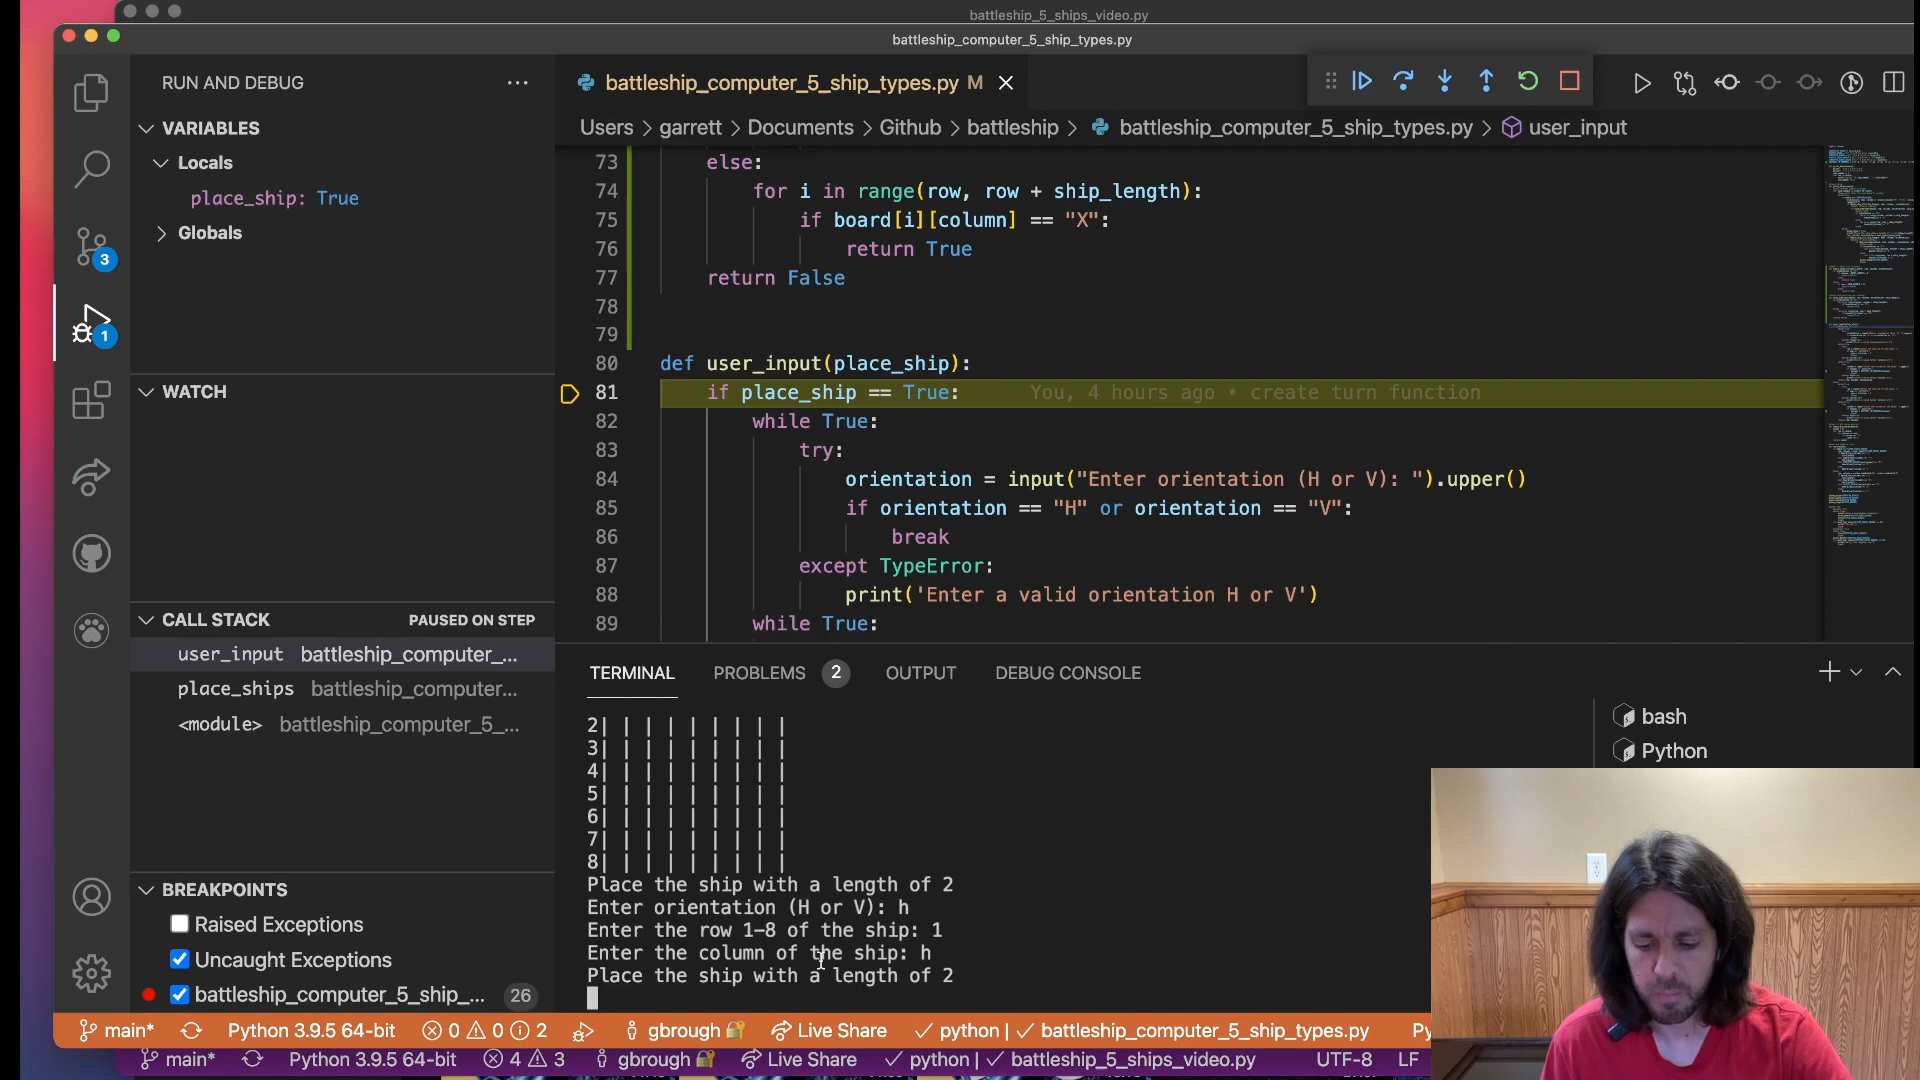 battleship_5_ships_video.py
battleship_computer_5_ship_types.py
RUN AND DEBUG ···
VARIABLES
Locals
place_ship: True
Globals
WATCH
CALL STACK PAUSED ON STEP
user_input battleship_computer_...
place_ships battleship_computer...
<module> battleship_computer_5_...
BREAKPOINTS
Raised Exceptions
Uncaught Exceptions
battleship_computer_5_ship_... 26
3
1
battleship_computer_5_ship_types.py M
Users > garrett > Documents > Github > battleship > battleship_computer_5_ship_types.py > user_input
73 else:
74 for i in range(row, row + ship_length):
75 if board[i][column] == "X":
76 return True
77 return False
78
79
80 def user_input(place_ship):
81 if place_ship == True: You, 4 hours ago • create turn function
82 while True:
83 try:
84 orientation = input("Enter orientation (H or V): ").upper()
85 if orientation == "H" or orientation == "V":
86 break
87 except TypeError:
88 print('Enter a valid orientation H or V')
89 while True:
TERMINAL PROBLEMS 2 OUTPUT DEBUG CONSOLE
2| | | | | | | | |
3| | | | | | | | |
4| | | | | | | | |
5| | | | | | | | |
6| | | | | | | | |
7| | | | | | | | |
8| | | | | | | | |
Place the ship with a length of 2
Enter orientation (H or V): h
Enter the row 1-8 of the ship: 1
Enter the column of the ship: h
Place the ship with a length of 2
bash
Python
main* Python 3.9.5 64-bit 0 0 2 gbrough Live Share python | battleship_computer_5_ship_types.py Py
main* Python 3.9.5 64-bit 4 3 gbrough Live Share python | battleship_5_ships_video.py UTF-8 LF